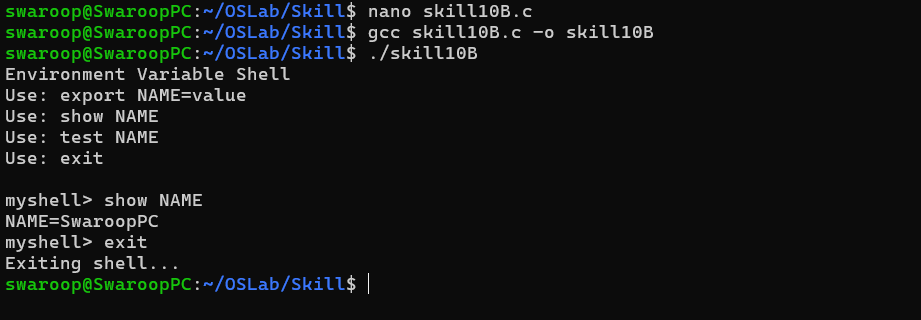 swaroop@SwaroopPC:~/OSLab/Skill$ nano skill10B.c
swaroop@SwaroopPC:~/OSLab/Skill$ gcc skill10B.c -o skill10B
swaroop@SwaroopPC:~/OSLab/Skill$ ./skill10B
Environment Variable Shell
Use: export NAME=value
Use: show NAME
Use: test NAME
Use: exit
myshell> show NAME
NAME=SwaroopPC
myshell> exit
Exiting shell...
swaroop@SwaroopPC:~/OSLab/Skill$